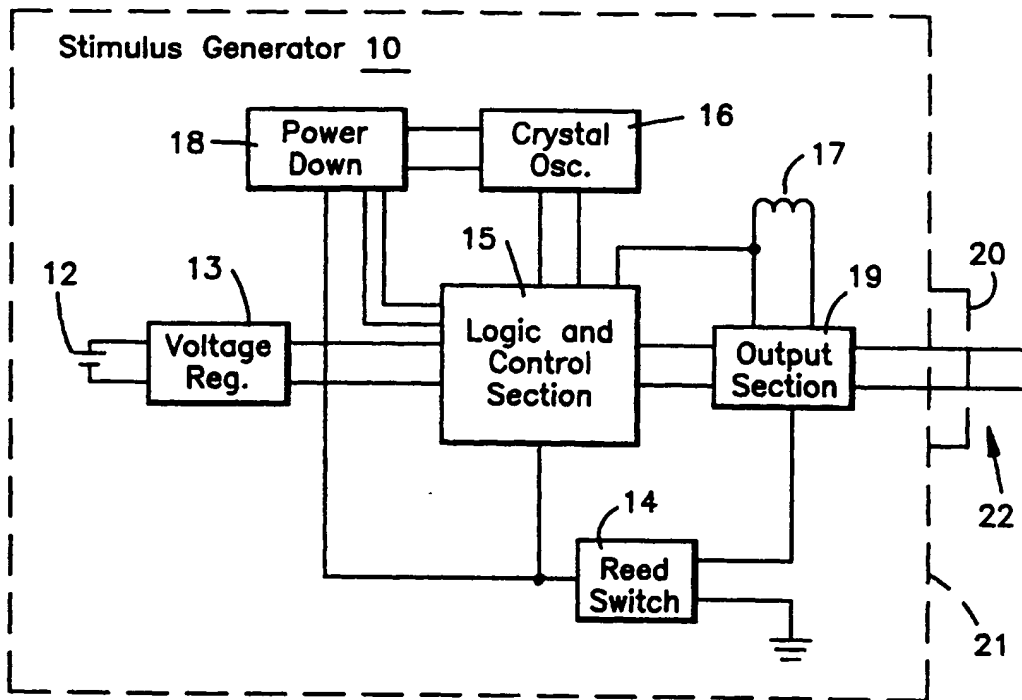 Stimulus Generator 10
18
Power
Down
Crystal
Osc.
16
17
12
13
15
20
19
Voltage
Reg.
Logic and
Control
Section
Output
Section
14
Reed
Switch
22
21